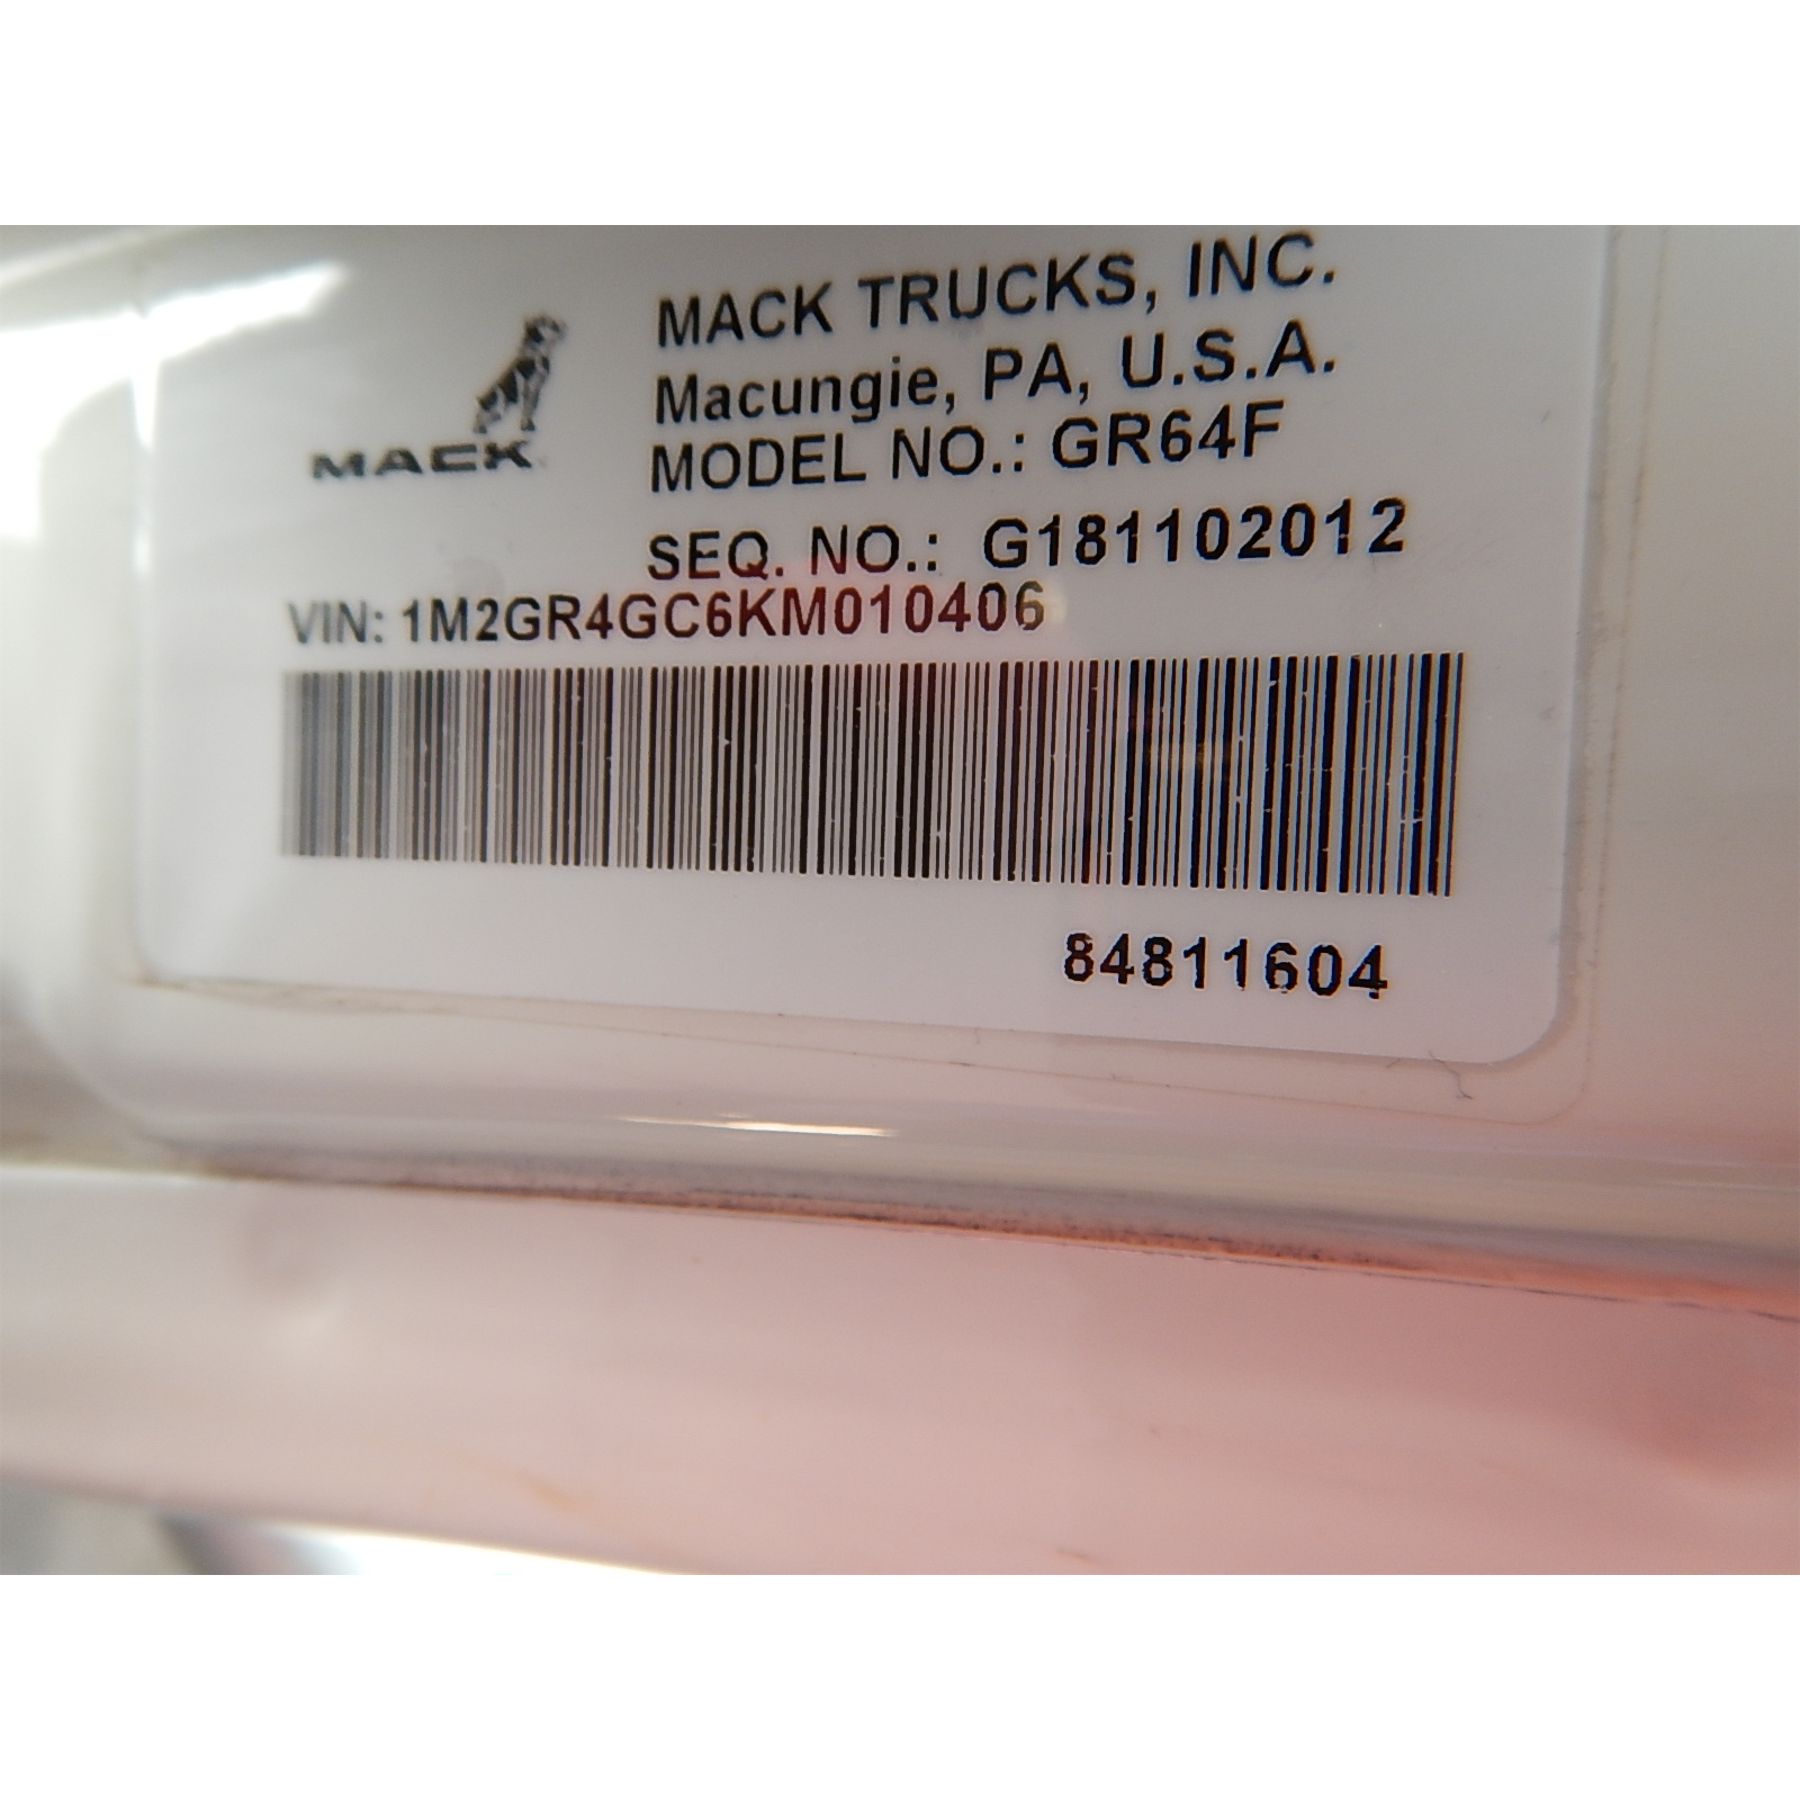 MACK TRUCKS, INC.
Macungie, PA, U.S.A.
MACK
MODEL NO.: GR64F
SEQ. NO.: G181102012
VIN: 1M2GR4GC6KM010406
84811604